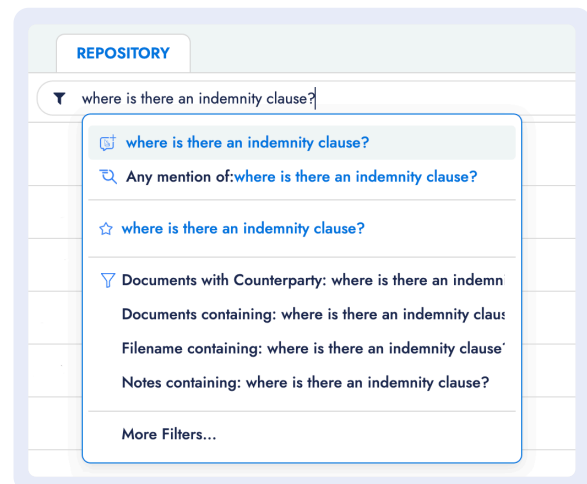 REPOSITORY
where is there an indemnity clause?
where is there an indemnity clause?
Any mention of:where is there an indemnity clause?
where is there an indemnity clause?
Documents with Counterparty: where is there an indemni
Documents containing: where is there an indemnity claus
Filename containing: where is there an indemnity clause
Notes containing: where is there an indemnity clause?
More Filters...